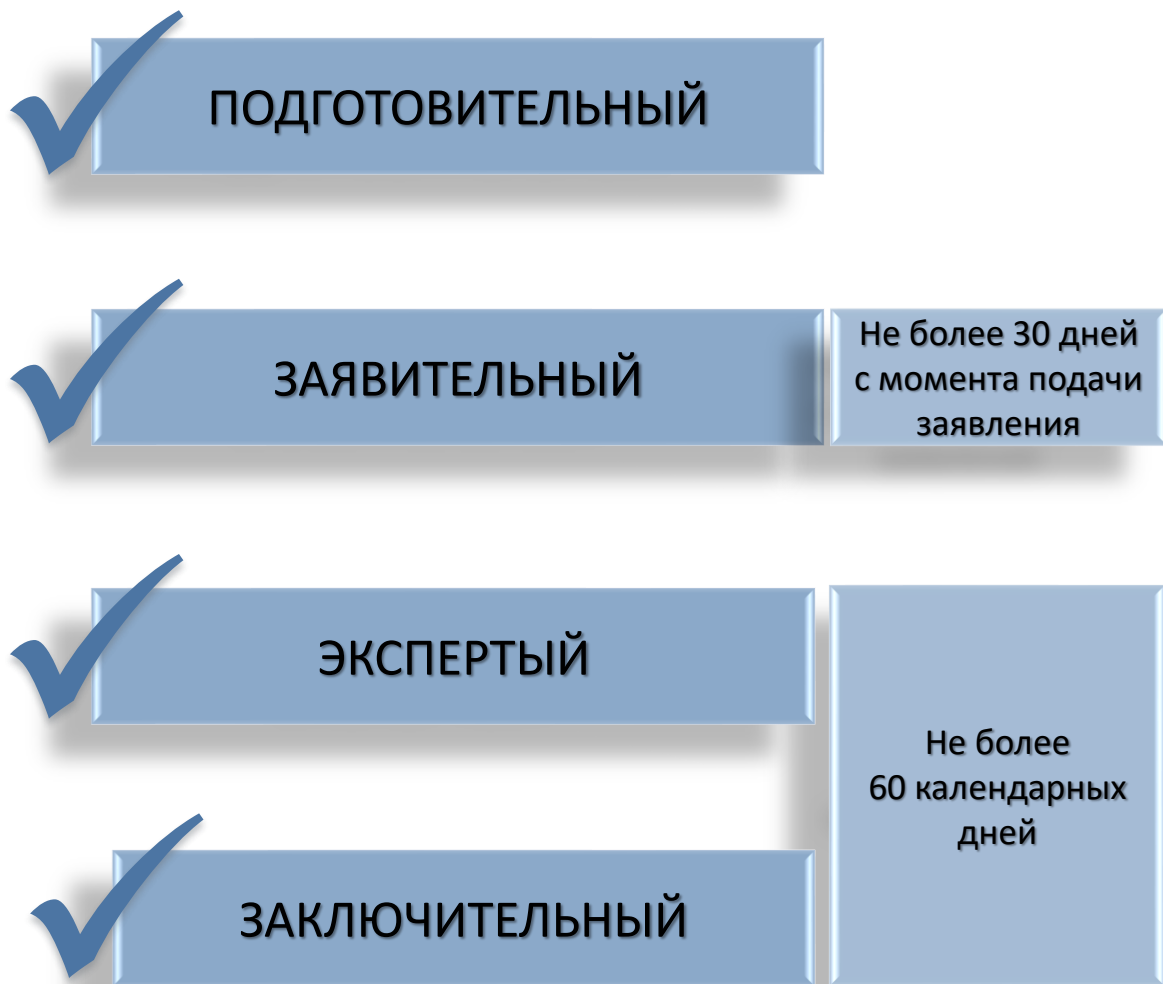 ПОДГОТОВИТЕЛЬНЫЙ
ЗАЯВИТЕЛЬНЫЙ
Не более 30 дней
с момента подачи
заявления
ЭКСПЕРТЫЙ
Не более
60 календарных
дней
ЗАКЛЮЧИТЕЛЬНЫЙ